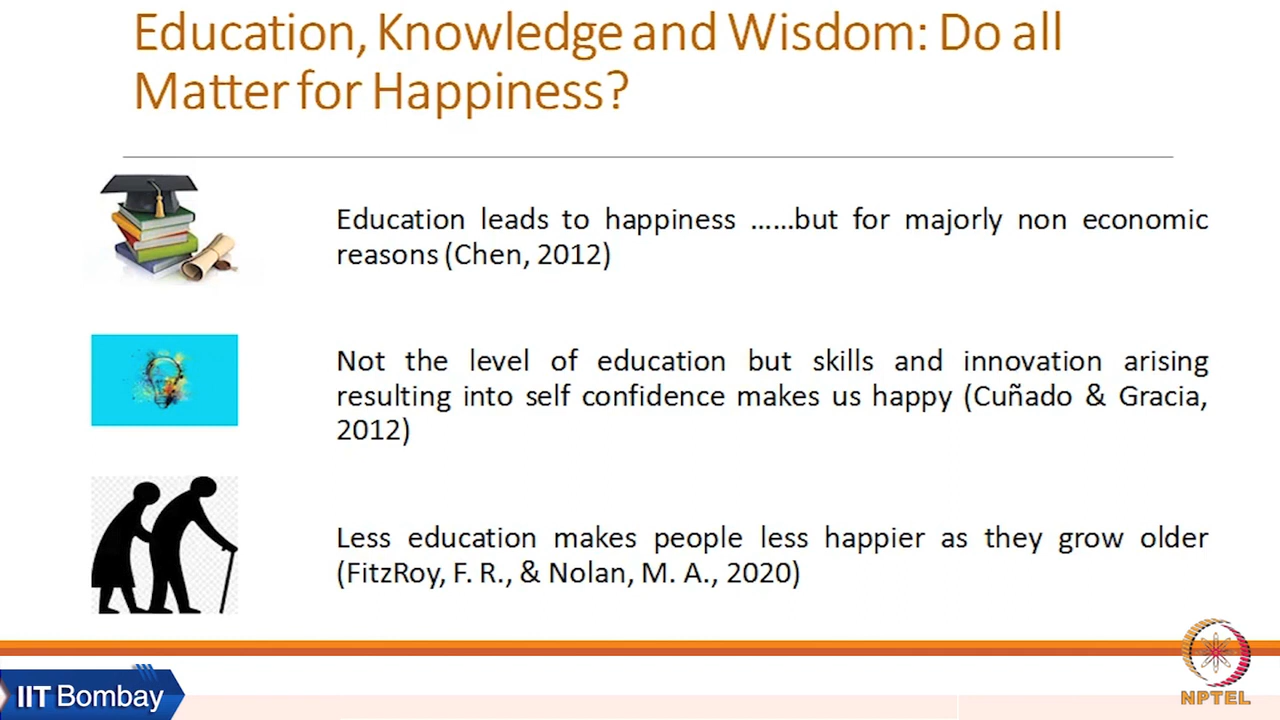 Education, Knowledge and Wisdom: Do all
Matter for Happiness?
Education leads to happiness ......but for majorly non economic
reasons (Chen, 2012)
Not the level of education but skills and innovation arising
resulting into self confidence makes us happy (Cuñado & Gracia,
2012)
Less education makes people less happier as they grow older
(FitzRoy, F. R., & Nolan, M. A., 2020)
IIT Bombay
NPTEL